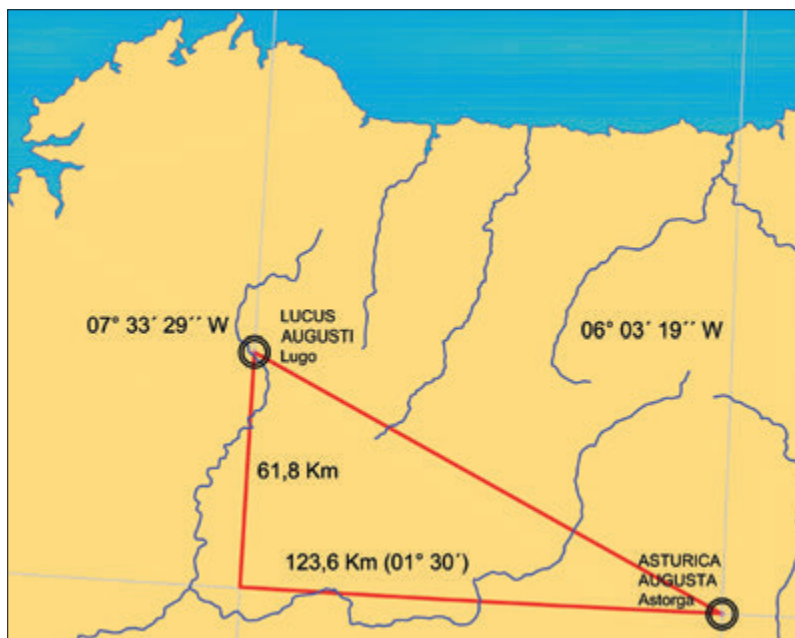 07° 33´ 29´´ W
LUCUS
AUGUSTI
Lugo
06° 03´ 19´´ W
61,8 Km
123,6 Km (01° 30´)
ASTURICA
AUGUSTA
Astorga